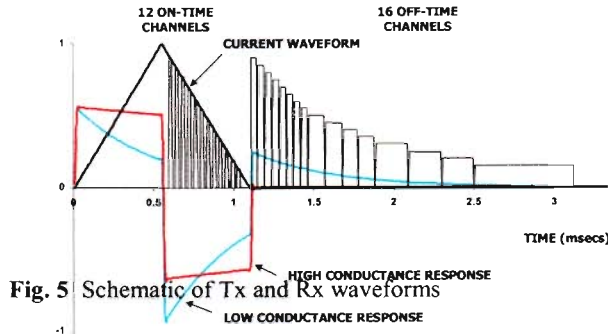 12 ON-TIME
CHANNELS
16 OFF-TIME
CHANNELS
CURRENT WAVEFORM
1
0
0
0.5
1
1.5
2
2.5
3
TIME (msecs)
HIGH CONDUCTANCE RESPONSE
Fig. 5 Schematic of Tx and Rx waveforms
LOW CONDUCTANCE RESPONSE
-1